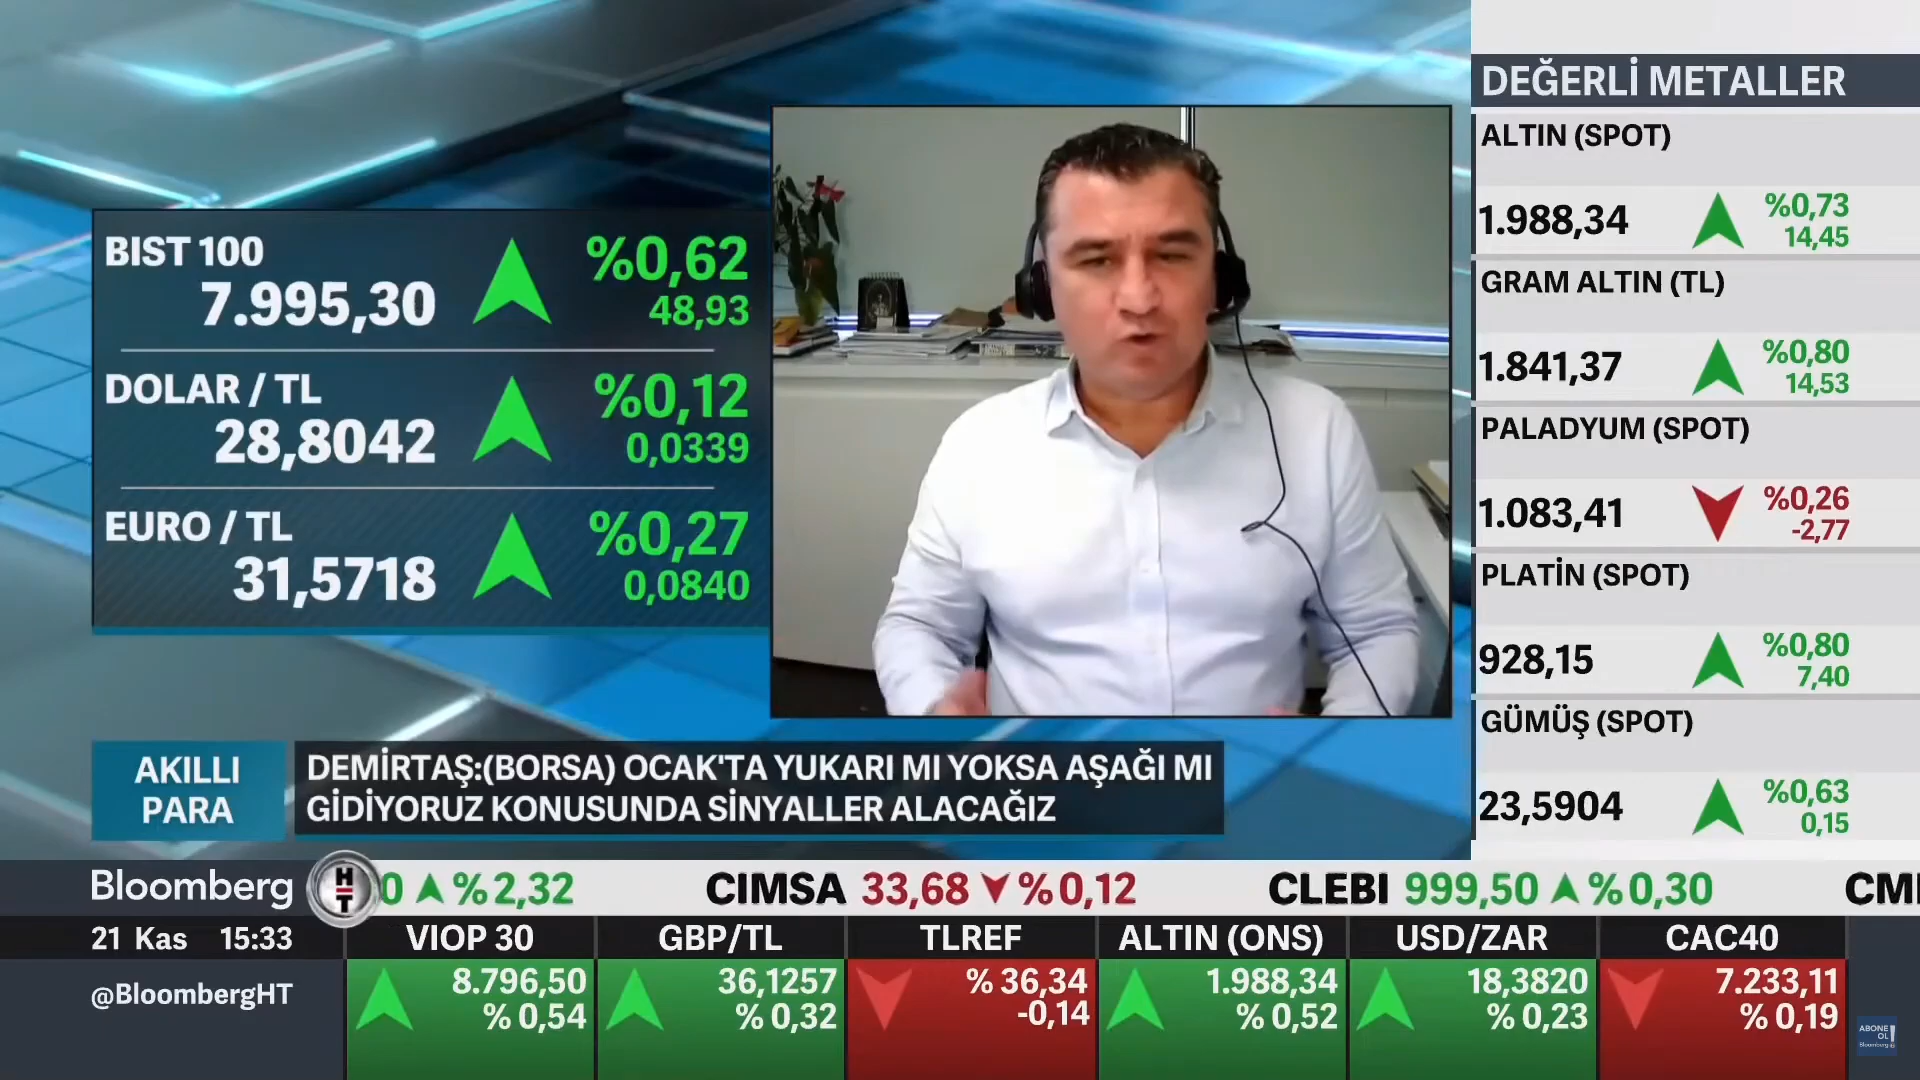 BIST 100
7.995,30
%0,62
48,93
DOLAR / TL
28,8042
%0,12
0,0339
EURO / TL
31,5718
%0,27
0,0840
DEĞERLİ METALLER
ALTIN (SPOT)
1.988,34
%0,73
14,45
GRAM ALTIN (TL)
1.841,37
%0,80
14,53
PALADYUM (SPOT)
1.083,41
%0,26
-2,77
PLATİN (SPOT)
928,15
%0,80
7,40
GÜMÜŞ (SPOT)
23,5904
%0,63
0,15
AKILLI
PARA
DEMİRTAŞ:(BORSA) OCAK'TA YUKARI MI YOKSA AŞAĞI MI
GİDİYORUZ KONUSUNDA SİNYALLER ALACAĞIZ
Bloomberg HT
0 %2,32 CIMSA 33,68 %0,12 CLEBI 999,50 %0,30
21 Kas 15:33
@BloombergHT
VIOP 30
8.796,50
% 0,54
GBP/TL
36,1257
% 0,32
TLREF
% 36,34
-0,14
ALTIN (ONS)
1.988,34
% 0,52
USD/ZAR
18,3820
% 0,23
CAC40
7.233,11
% 0,19
ABONE
OL!
Bloomberg